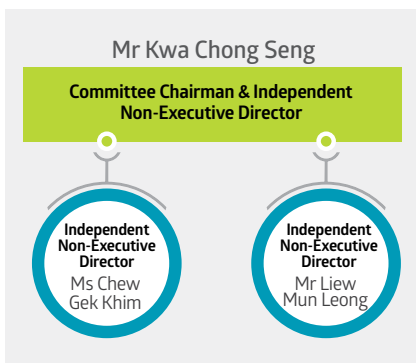 Mr Kwa Chong Seng
Committee Chairman & Independent
Non-Executive Director
Independent
Non-Executive
Director
Ms Chew
Gek Khim
Independent
Non-Executive
Director
Mr Liew
Mun Leong